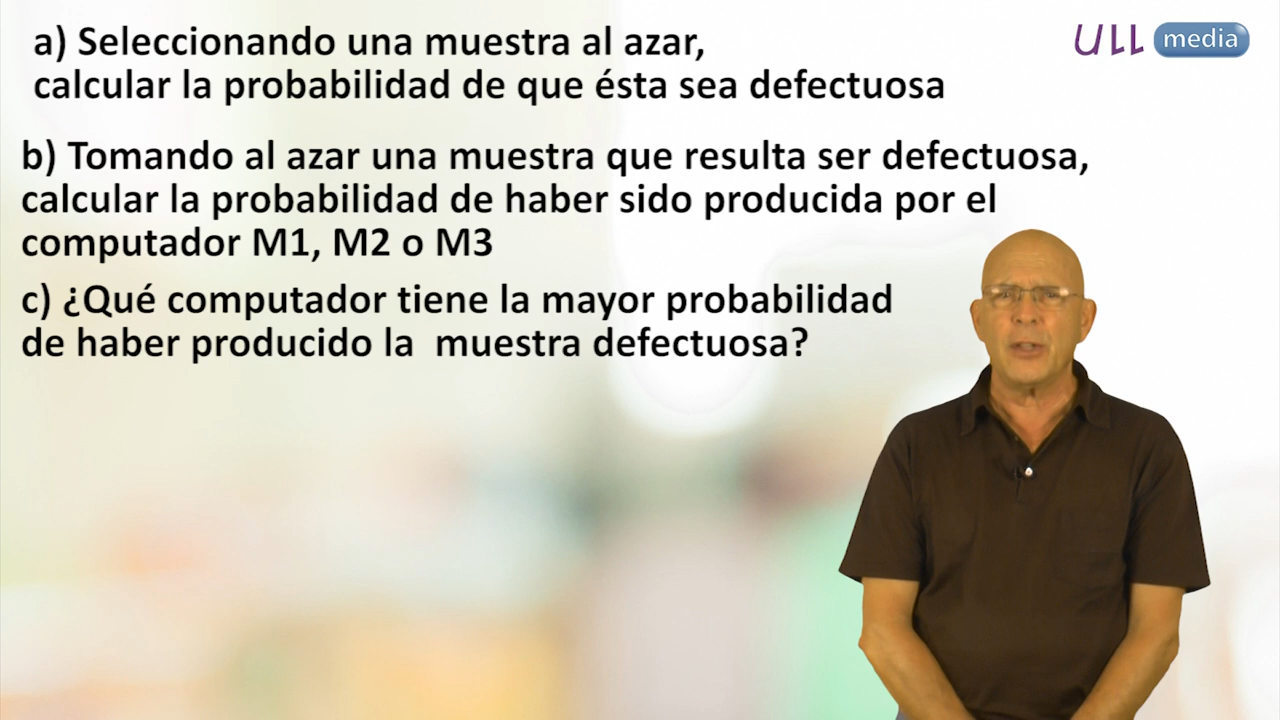 a) Seleccionando una muestra al azar,
calcular la probabilidad de que ésta sea defectuosa
ULL media
b) Tomando al azar una muestra que resulta ser defectuosa,
calcular la probabilidad de haber sido producida por el
computador M1, M2 o M3
c) ¿Qué computador tiene la mayor probabilidad
de haber producido la  muestra defectuosa?